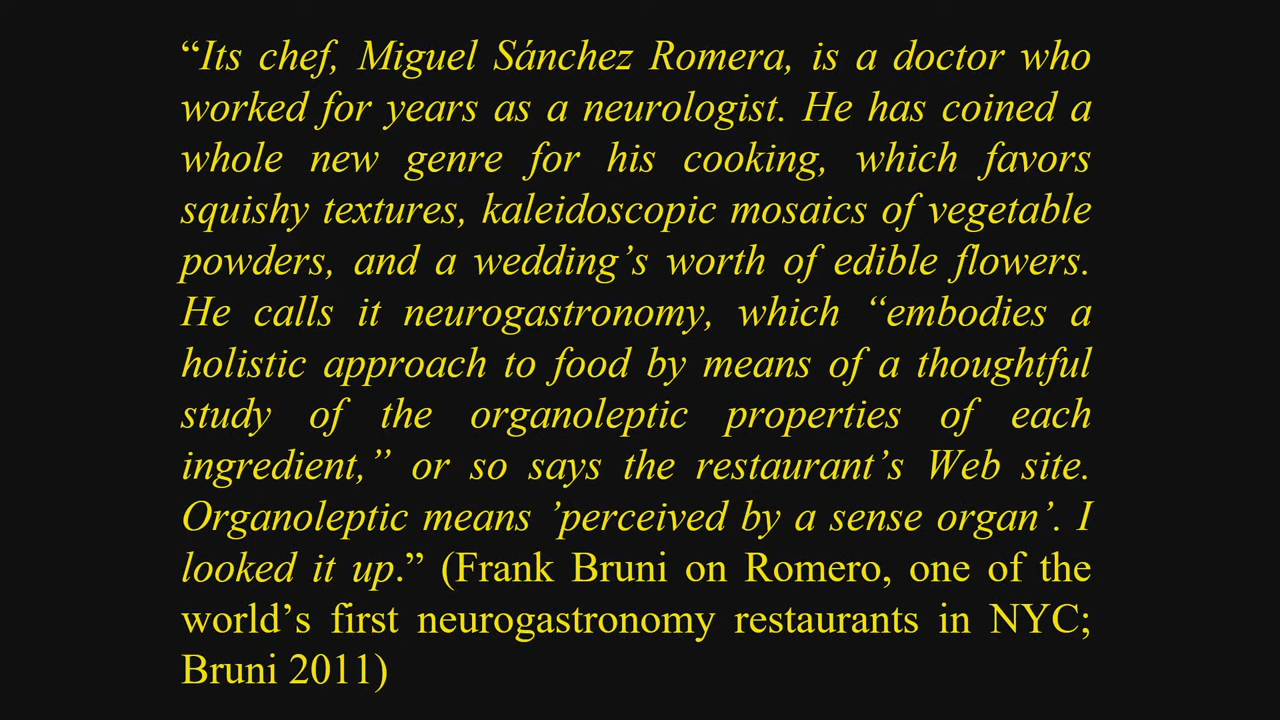 “Its chef, Miguel Sánchez Romera, is a doctor who
worked for years as a neurologist. He has coined a
whole new genre for his cooking, which favors
squishy textures, kaleidoscopic mosaics of vegetable
powders, and a wedding’s worth of edible flowers.
He calls it neurogastronomy, which “embodies a
holistic approach to food by means of a thoughtful
study of the organoleptic properties of each
ingredient,” or so says the restaurant’s Web site.
Organoleptic means ’perceived by a sense organ’. I
looked it up.” (Frank Bruni on Romero, one of the
world’s first neurogastronomy restaurants in NYC;
Bruni 2011)